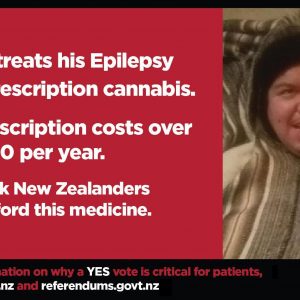 treats his Epilepsy
escription cannabis.
scription costs over
0 per year.
k New Zealanders
ford this medicine.
nation on why a YES vote is critical for patients,
.nz and referendums.govt.nz